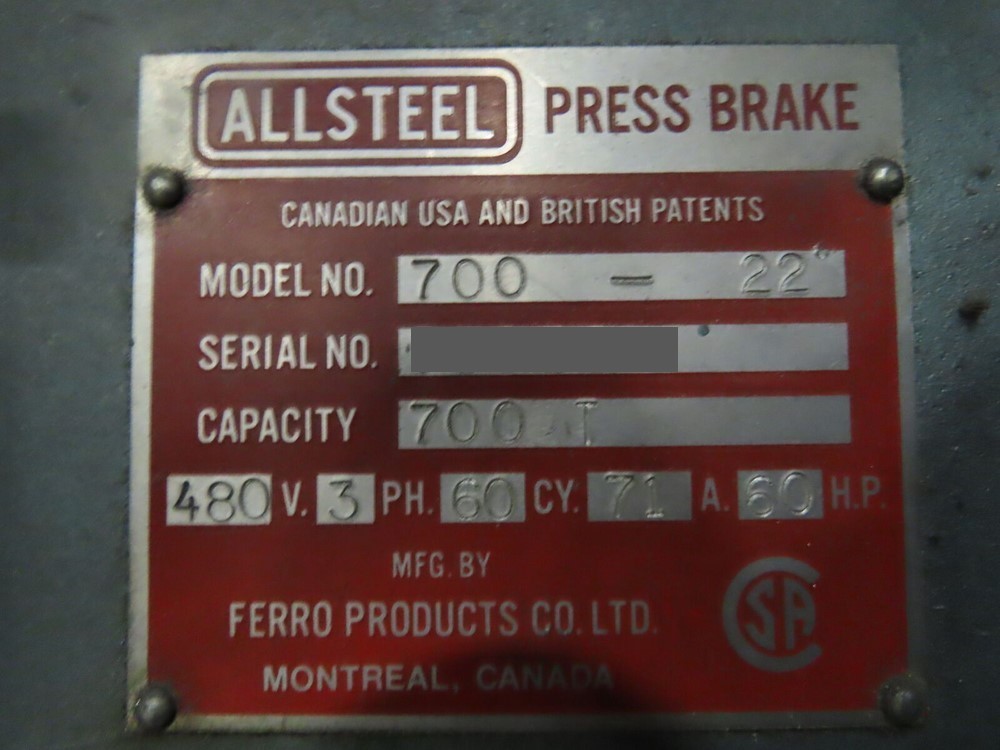 ALLSTEEL PRESS BRAKE
CANADIAN USA AND BRITISH PATENTS
MODEL NO. 700 - 22'
SERIAL NO.
CAPACITY 700 T
480 V. 3 PH. 60 CY. 71 A. 60 H.P.
MFG. BY
FERRO PRODUCTS CO. LTD.
MONTREAL, CANADA
CSA